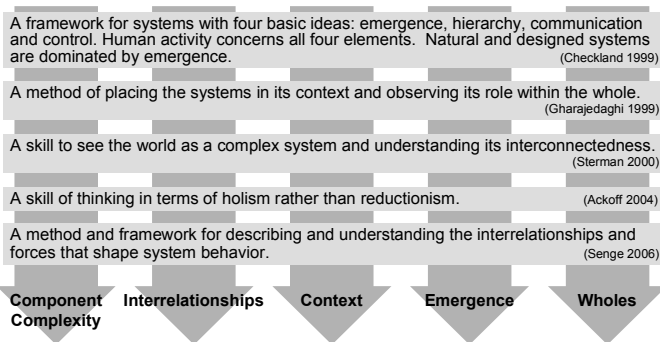 A framework for systems with four basic ideas: emergence, hierarchy, communication
and control. Human activity concerns all four elements.  Natural and designed systems
are dominated by emergence. (Checkland 1999)
A method of placing the systems in its context and observing its role within the whole.
(Gharajedaghi 1999)
A skill to see the world as a complex system and understanding its interconnectedness.
(Sterman 2000)
A skill of thinking in terms of holism rather than reductionism. (Ackoff 2004)
A method and framework for describing and understanding the interrelationships and
forces that shape system behavior. (Senge 2006)
Component Interrelationships Context Emergence Wholes
Complexity